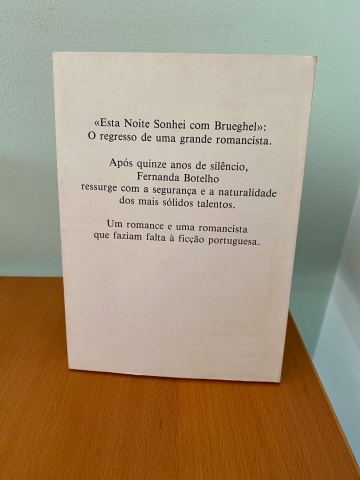 «Esta Noite Sonhei com Brueghel»:
O regresso de uma grande romancista.
Após quinze anos de silêncio,
Fernanda Botelho
ressurge com a segurança e a naturalidade
dos mais sólidos talentos.
Um romance e uma romancista
que faziam falta à ficção portuguesa.